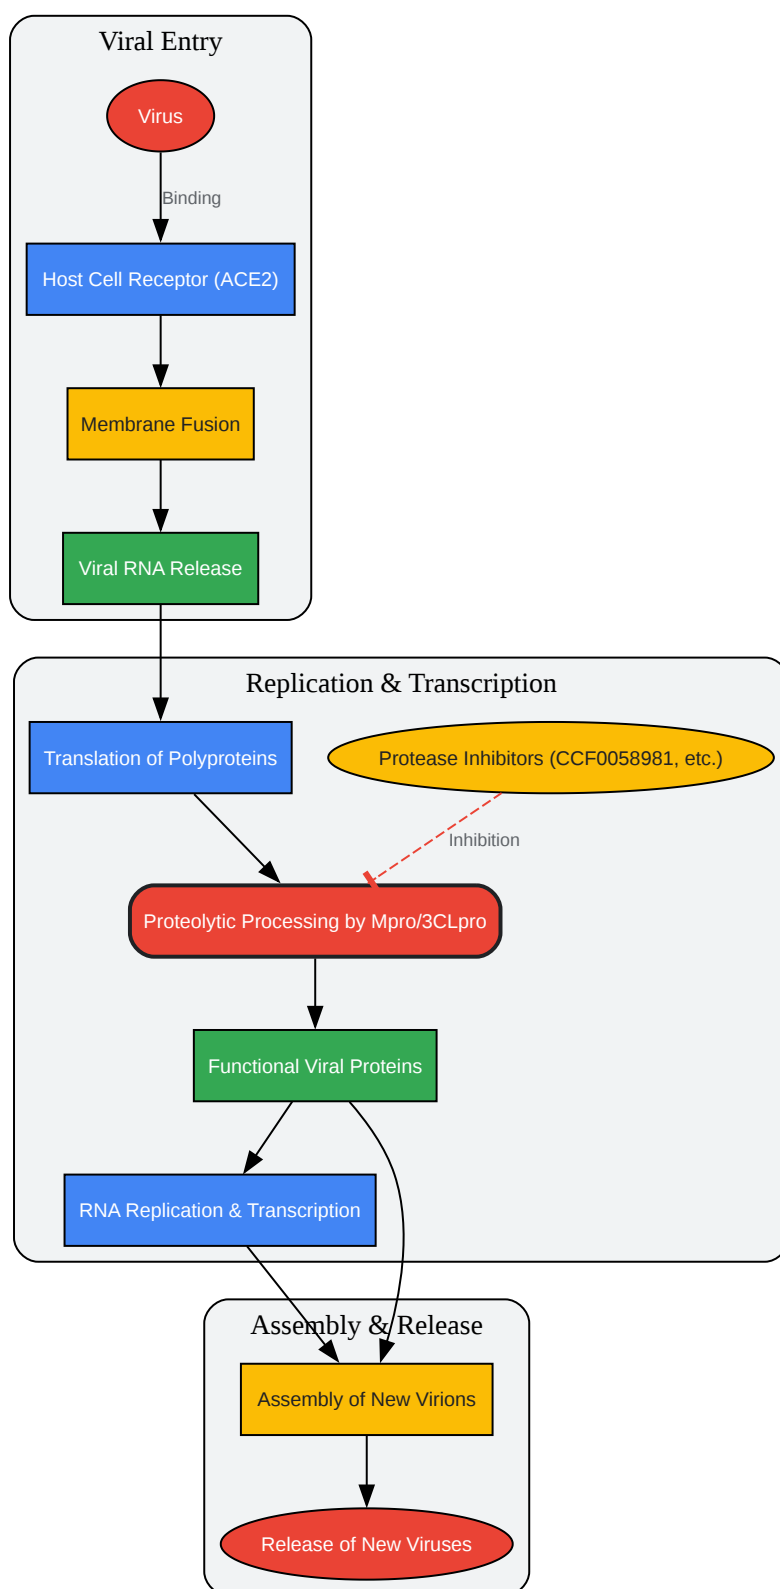 Viral Entry
Virus
Binding
Host Cell Receptor (ACE2)
Membrane Fusion
Viral RNA Release
Replication & Transcription
Translation of Polyproteins
Protease Inhibitors (CCF0058981, etc.)
Inhibition
Proteolytic Processing by Mpro/3CLpro
Functional Viral Proteins
RNA Replication & Transcription
Assembly & Release
Assembly of New Virions
Release of New Viruses